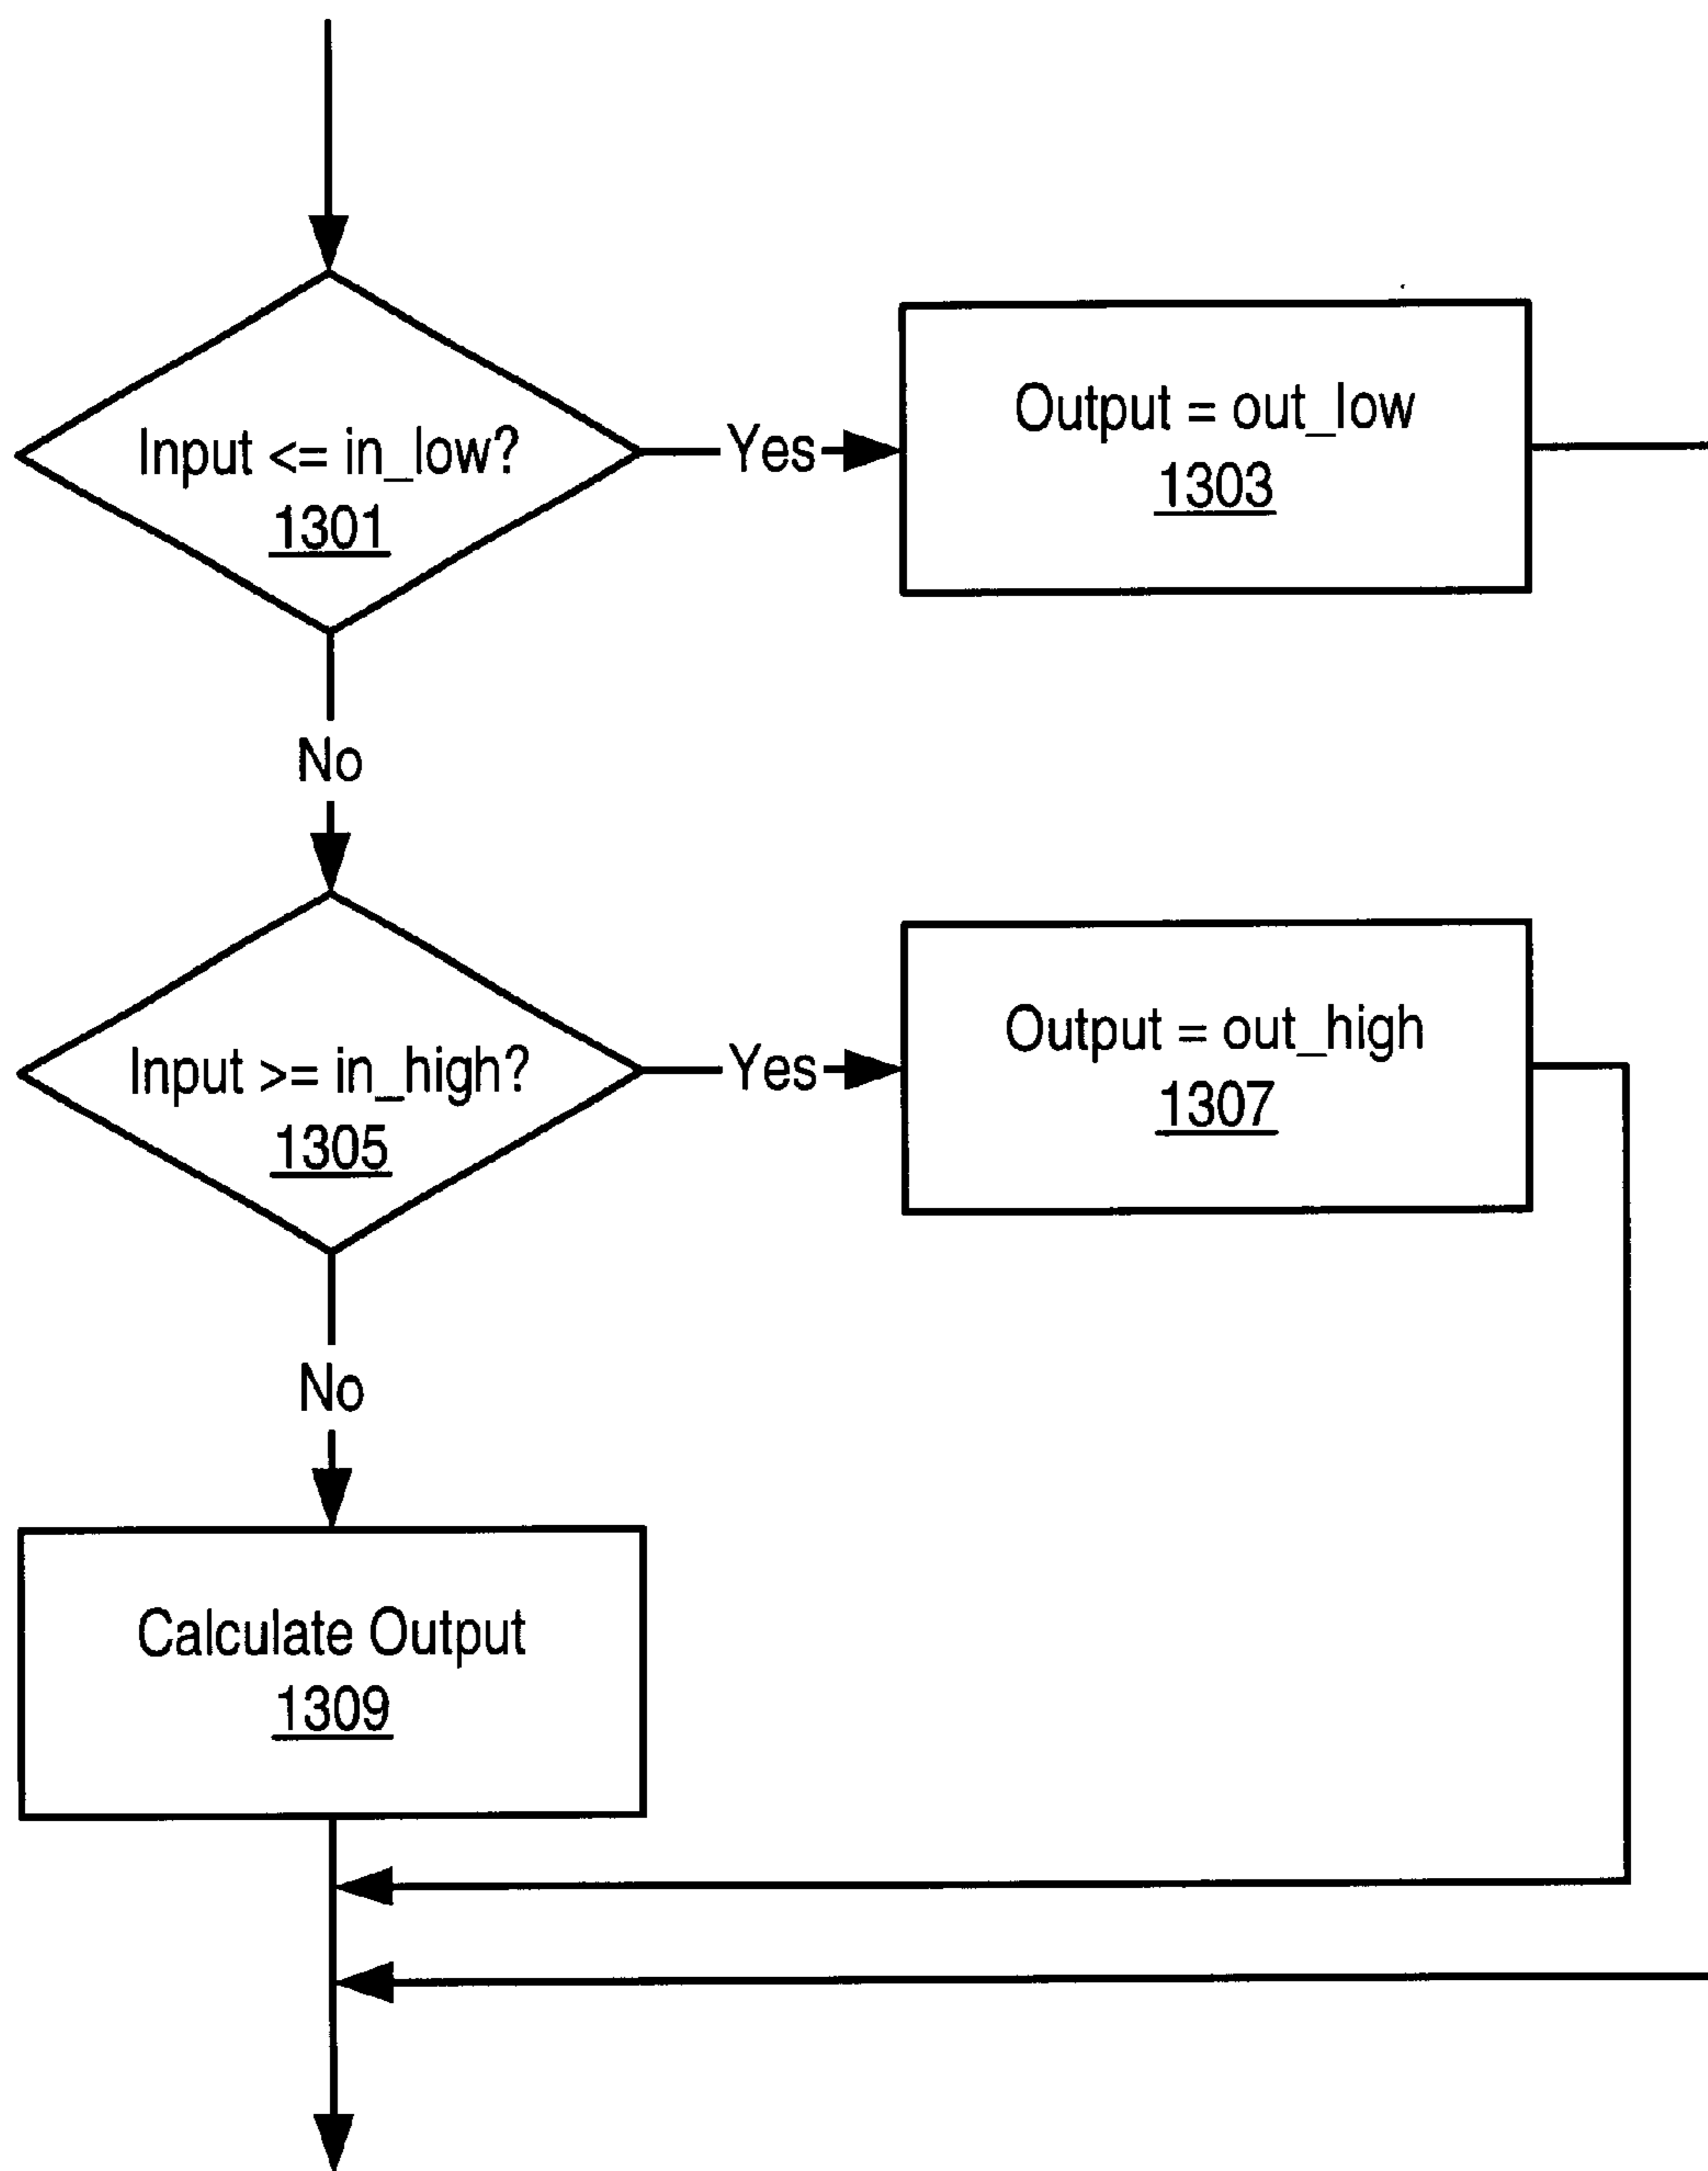 Input <= in_low?
1301
Yes
Output = out_low
1303
No
Input >= in_high?
1305
Yes
Output = out_high
1307
No
Calculate Output
1309